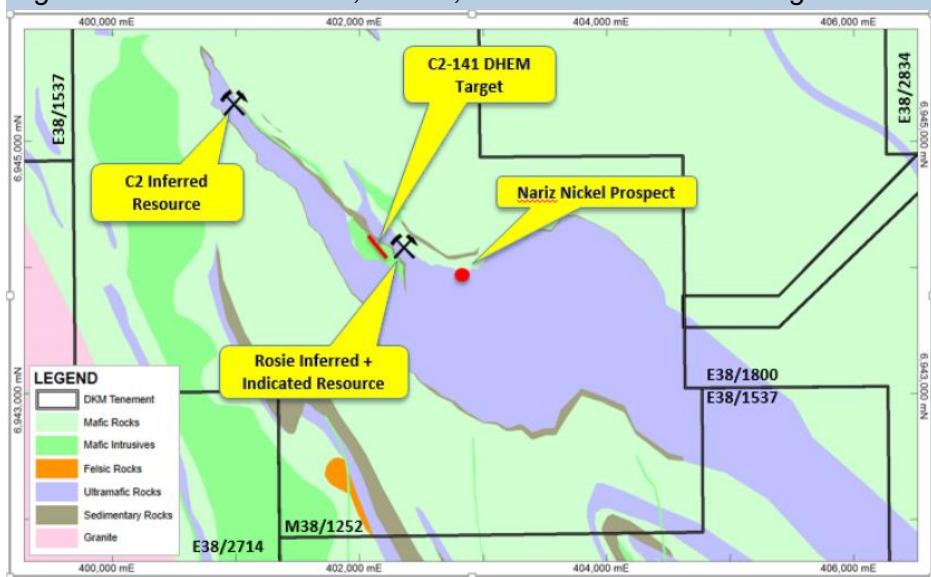 400,000 mE
402,000 mE
404,000 mE
406,000 mE
E38/1537
C2-141 DHEM
Target
E38/2834
6,945,000 mN
6,945,000 mN
C2 Inferred
Resource
Nariz Nickel Prospect
Rosie Inferred +
Indicated Resource
6,943,000 mN
6,943,000 mN
E38/1800
E38/1537
LEGEND
DKM Tenement
Mafic Rocks
Mafic Intrusives
Felsic Rocks
Ultramafic Rocks
Sedimentary Rocks
Granite
M38/1252
E38/2714
400,000 mE
402,000 mE
404,000 mE
406,000 mE